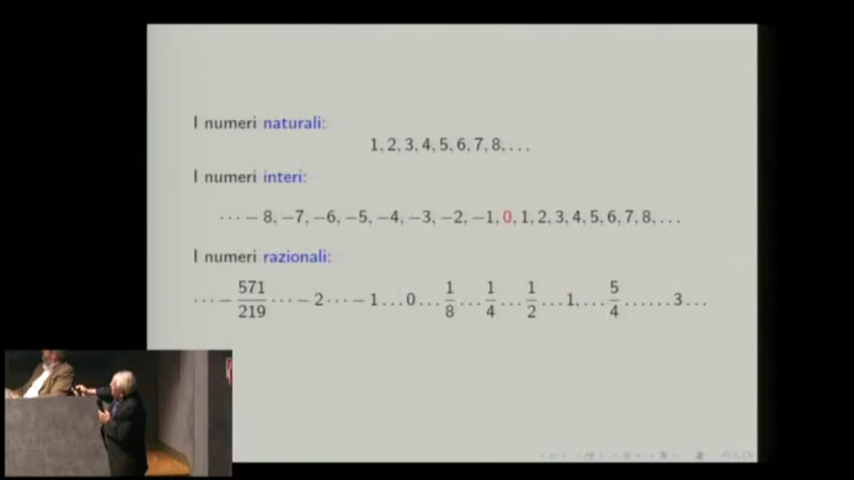 I numeri naturali:
1, 2, 3, 4, 5, 6, 7, 8, . . .
I numeri interi:
· · · − 8, −7, −6, −5, −4, −3, −2, −1, 0, 1, 2, 3, 4, 5, 6, 7, 8, . . .
I numeri razionali:
· · · − 571/219 · · · − 2 · · · − 1 . . . 0 . . . 1/8 . . . 1/4 . . . 1/2 . . . 1, . . . 5/4 . . . . . . 3 . . .